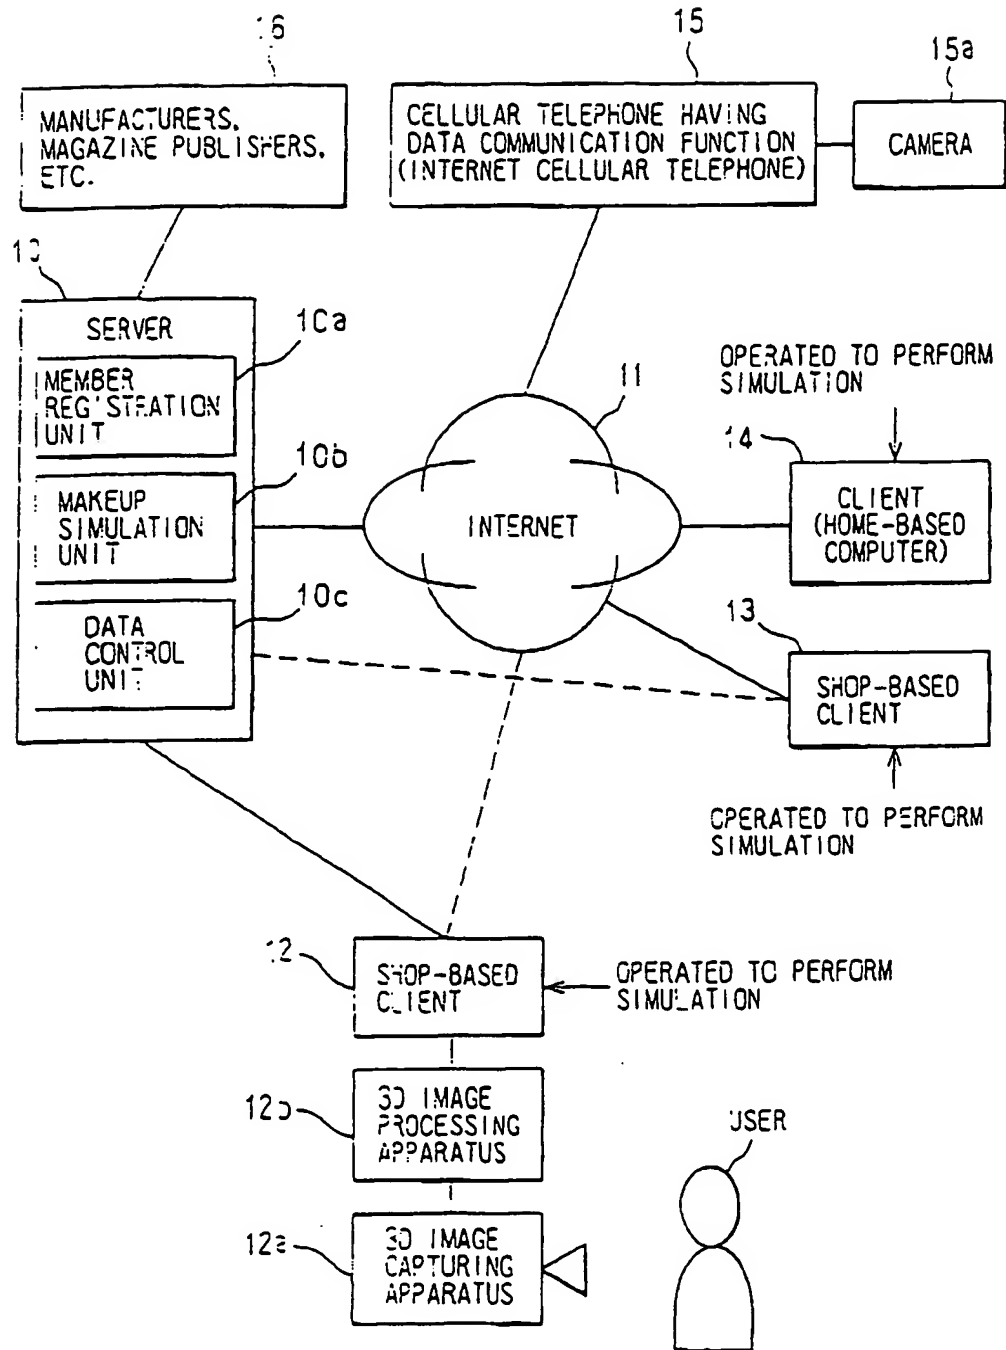 16
MANUFACTURERS,
MAGAZINE PUBLISHERS,
ETC.
15
CELLULAR TELEPHONE HAVING
DATA COMMUNICATION FUNCTION
(INTERNET CELLULAR TELEPHONE)
15a
CAMERA
10
SERVER
10a
MEMBER
REGISTRATION
UNIT
10b
MAKEUP
SIMULATION
UNIT
10c
DATA
CONTROL
UNIT
11
INTERNET
OPERATED TO PERFORM
SIMULATION
14
CLIENT
(HOME-BASED
COMPUTER)
13
SHOP-BASED
CLIENT
OPERATED TO PERFORM
SIMULATION
12
SHOP-BASED
CLIENT
OPERATED TO PERFORM
SIMULATION
12b
3D IMAGE
PROCESSING
APPARATUS
12a
3D IMAGE
CAPTURING
APPARATUS
USER